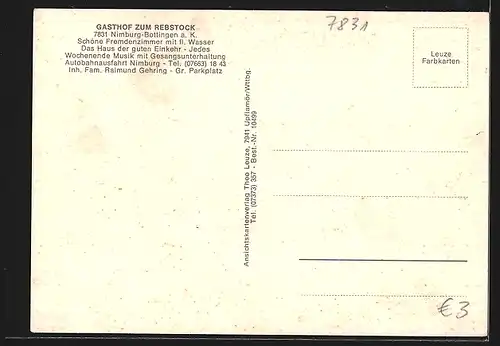 GASTHOF ZUM REBSTOCK
7831 Nimburg-Bottingen a. K.
Schöne Fremdenzimmer mit fl. Wasser
Das Haus der guten Einkehr - Jedes
Wochenende Musik mit Gesangsunterhaltung
Autobahnausfahrt Nimburg - Tel. (07663) 18 43
Inh. Fam. Raimund Gehring - Gr. Parkplatz
7831
Leuze
Farbkarten
Ansichtskartenverlag Theo Leuze, 7941 Upflamör/Wttbg.
Tel. (07373) 357 - Best.-Nr. 10499
€3